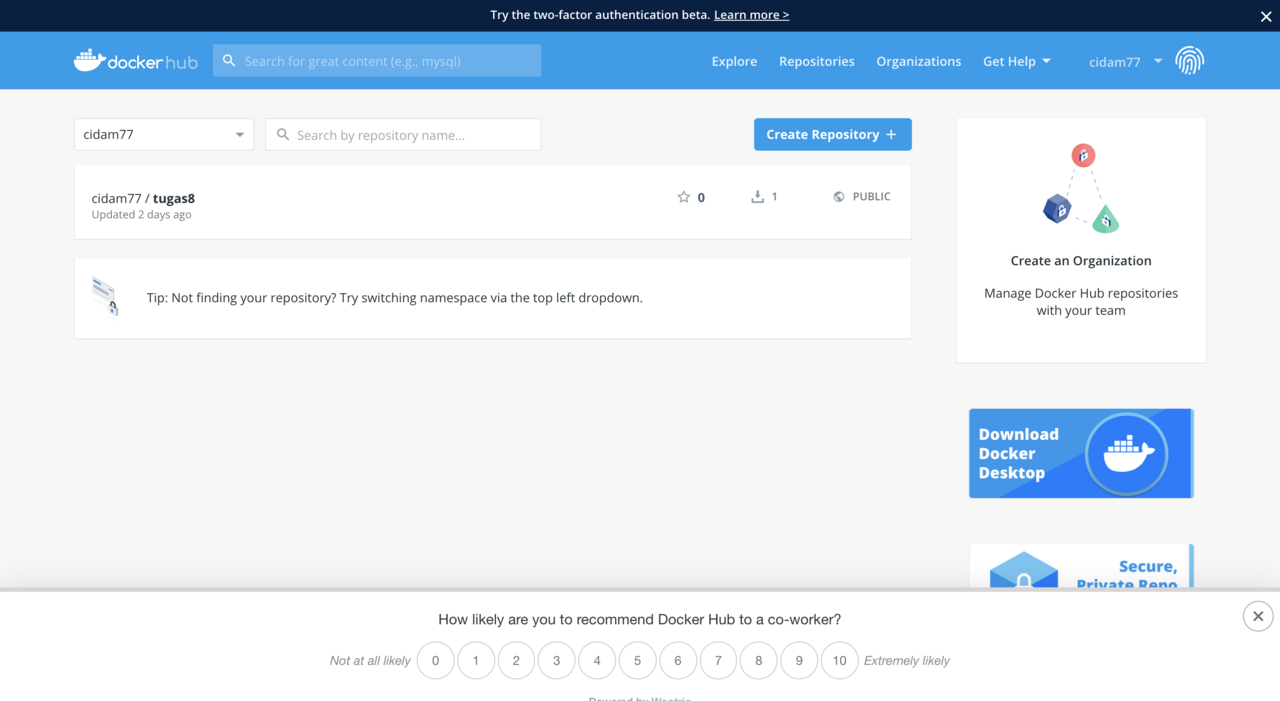 Try the two-factor authentication beta. Learn more >
dockerhub
Search for great content (e.g., mysql)
Explore
Repositories
Organizations
Get Help
cidam77
cidam77
Search by repository name...
Create Repository +
cidam77 / tugas8
Updated 2 days ago
0
1
PUBLIC
Tip: Not finding your repository? Try switching namespace via the top left dropdown.
Create an Organization
Manage Docker Hub repositories
with your team
Download
Docker
Desktop
Secure,
Private Repo
How likely are you to recommend Docker Hub to a co-worker?
Not at all likely 0 1 2 3 4 5 6 7 8 9 10 Extremely likely
Powered by Wootric